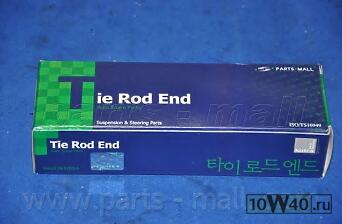 PARTS-MALL
Tie Rod End
Suspension & Steering Parts
ISO/TS16949
Tie Rod End
타이 로드 엔드
www.parts-mall.com
10W40.ru